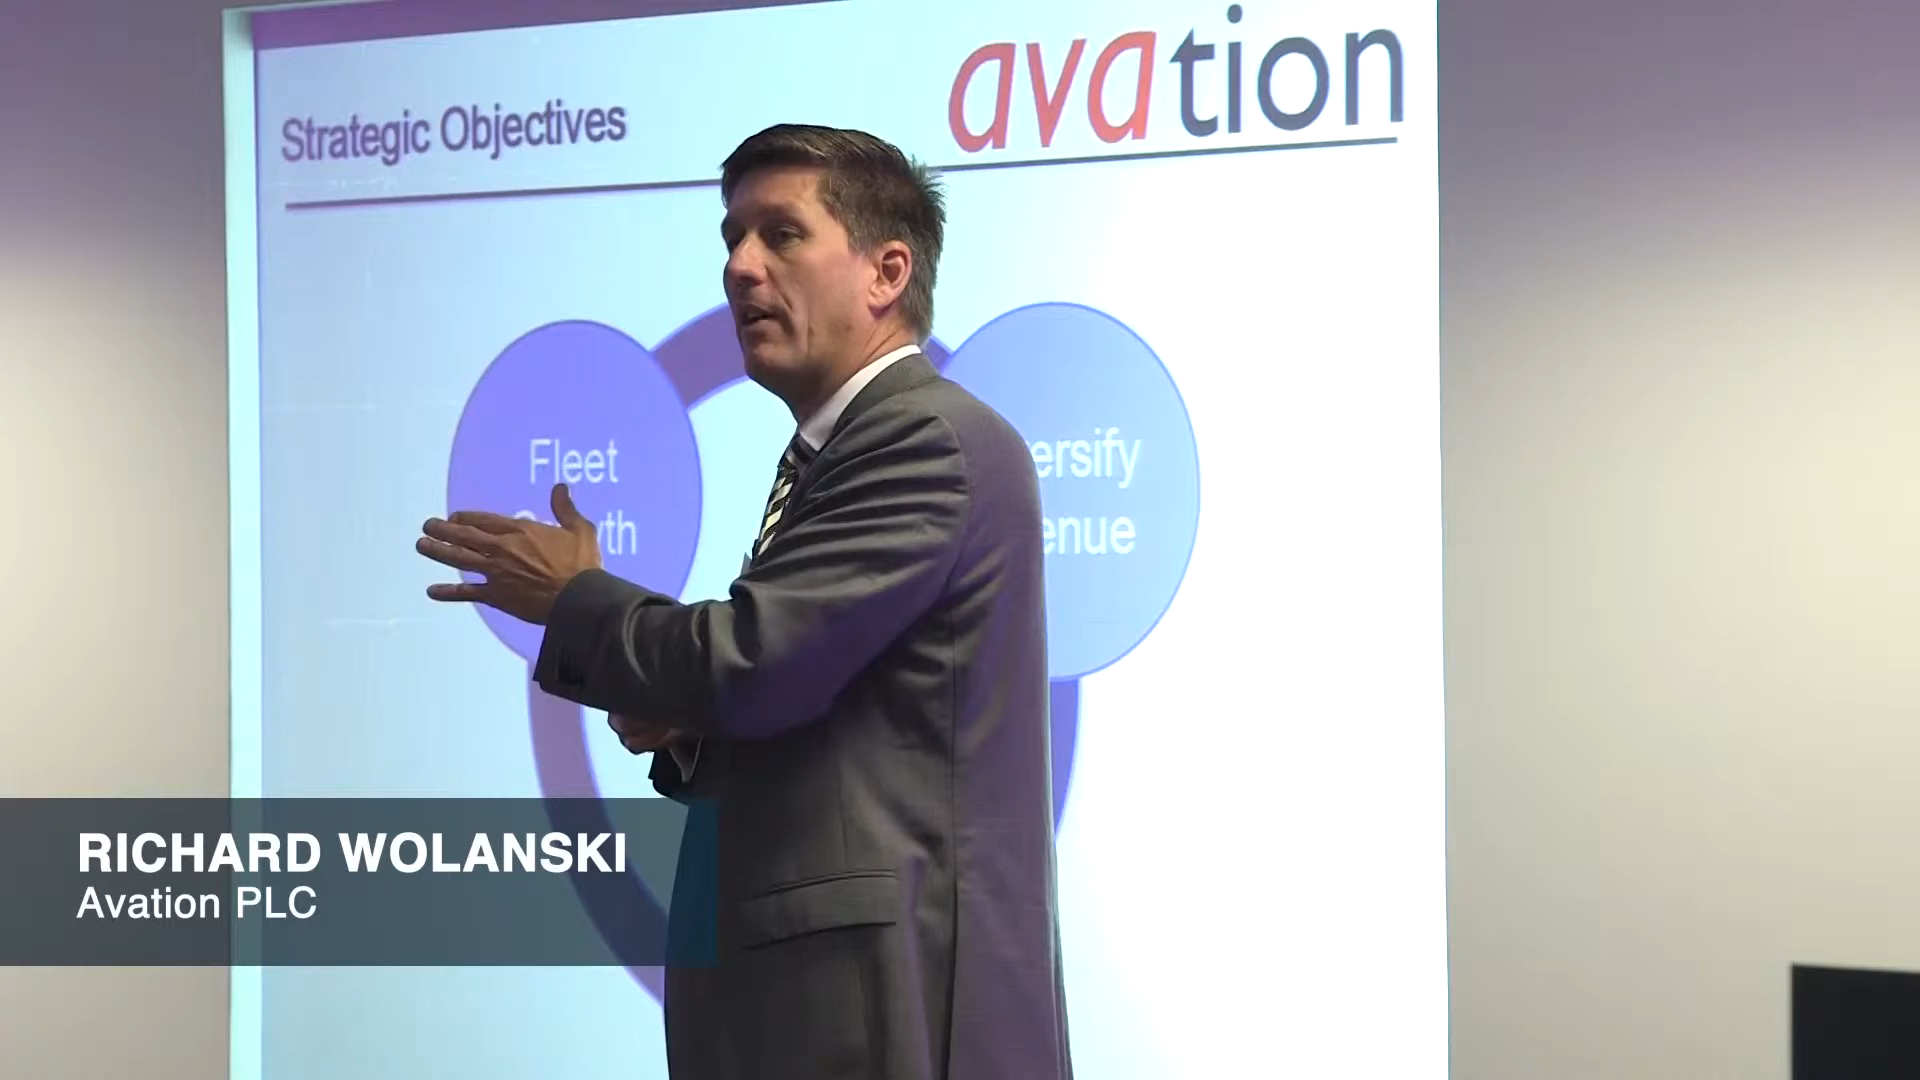 avation
Strategic Objectives
Fleet
ersify
enue
RICHARD WOLANSKI
Avation PLC